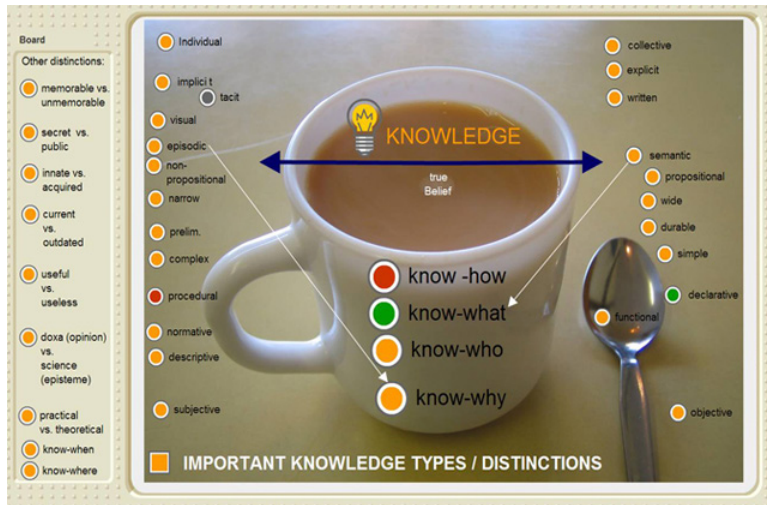 Board
Other distinctions:
memorable vs.
unmemorable
secret vs.
public
innate vs.
acquired
current
vs.
outdated
useful
vs.
useless
doxa (opinion)
vs.
science
(episteme)
practical
vs. theoretical
know-when
know-where
Individual
implici t
tacit
visual
episodic
non-
propositional
narrow
prelim.
complex
procedural
normative
descriptive
subjective
KNOWLEDGE
true
Belief
know -how
know-what
know-who
know-why
collective
explicit
written
semantic
propositional
wide
durable
simple
declarative
functional
objective
IMPORTANT KNOWLEDGE TYPES / DISTINCTIONS